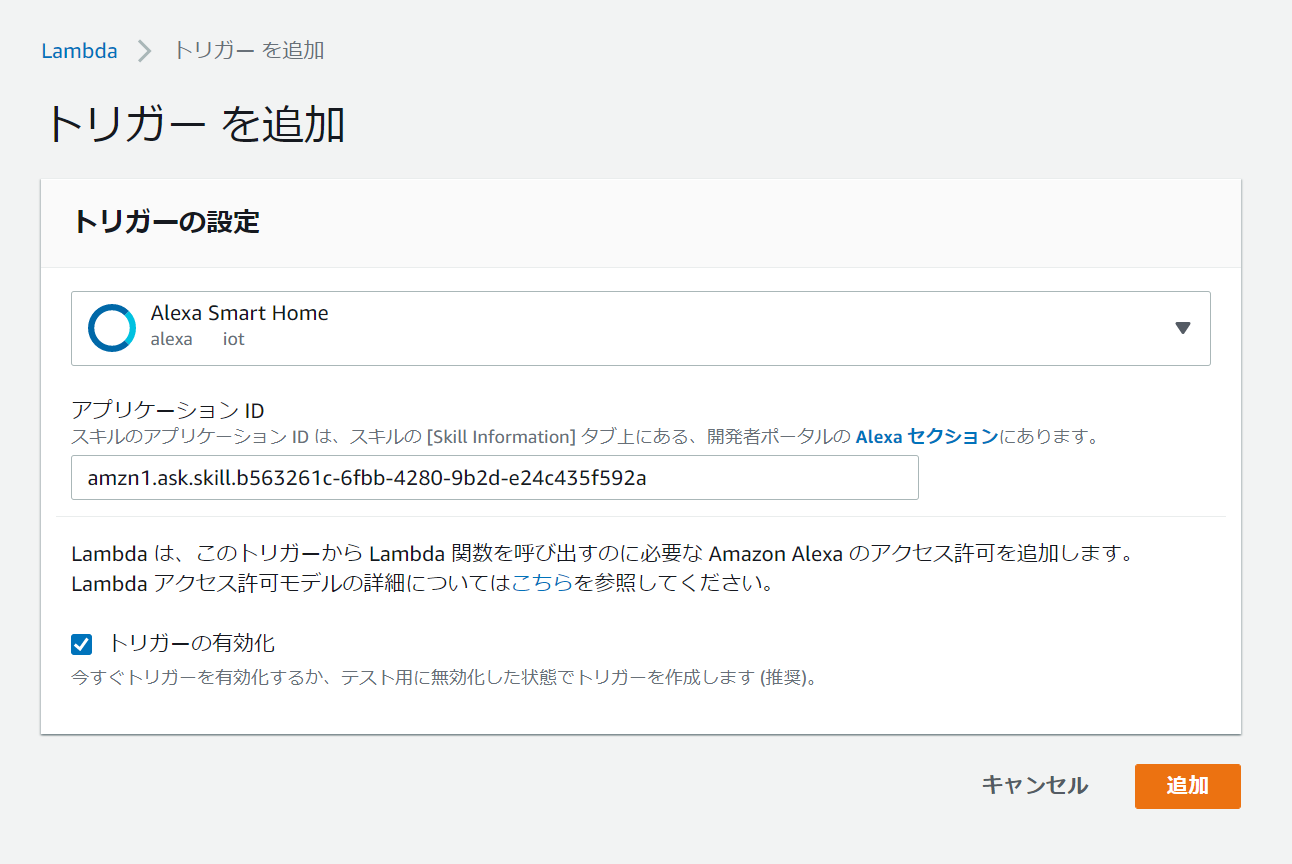 Lambda > トリガー を追加
トリガー を追加
トリガーの設定
Alexa Smart Home
alexa iot
アプリケーション ID
スキルのアプリケーション ID は、スキルの [Skill Information] タブ上にある、開発者ポータルの Alexa セクションにあります。
amzn1.ask.skill.b563261c-6fbb-4280-9b2d-e24c435f592a
Lambda は、このトリガーから Lambda 関数を呼び出すのに必要な Amazon Alexa のアクセス許可を追加します。
Lambda アクセス許可モデルの詳細についてはこちらを参照してください。
トリガーの有効化
今すぐトリガーを有効化するか、テスト用に無効化した状態でトリガーを作成します (推奨)。
キャンセル 追加